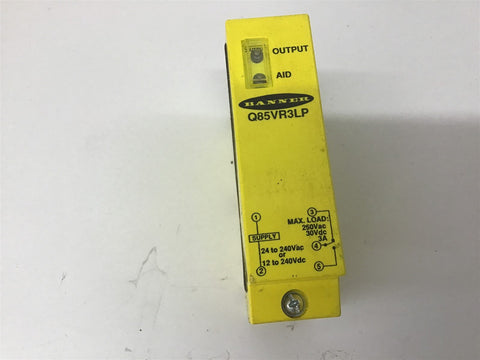 OUTPUT
AID
BANNER
Q85VR3LP
1
3
MAX. LOAD:
250Vac
30Vdc
3A
4
SUPPLY
24 to 240Vac
or
12 to 240Vdc
2
5